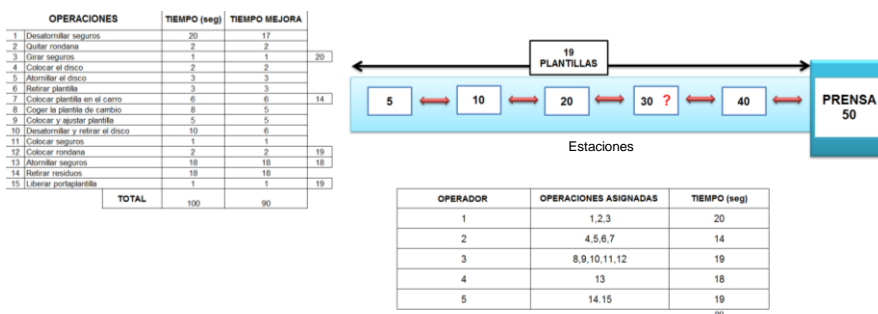 OPERACIONES TIEMPO (seg) TIEMPO MEJORA
1 Desatornillar seguros 20 17
2 Quitar rondana 2 2
3 Girar seguros 1 1 20
4 Colocar el disco 2 2
5 Atornillar el disco 3 3
6 Retirar plantilla 3 3
7 Colocar plantilla en el carro 6 6 14
8 Coger la plantilla de cambio 8 5
9 Colocar y ajustar plantilla 5 5
10 Desatornillar y retirar el disco 10 6
11 Colocar seguros 1 1
12 Colocar rondana 2 2 19
13 Atornillar seguros 18 18 18
14 Retirar residuos 18 18
15 Liberar portaplantilla 1 1 19
TOTAL 100 90
19
PLANTILLAS
5 10 20 30 ? 40
PRENSA
50
Estaciones
OPERADOR OPERACIONES ASIGNADAS TIEMPO (seg)
1 1,2,3 20
2 4,5,6,7 14
3 8,9,10,11,12 19
4 13 18
5 14.15 19
90